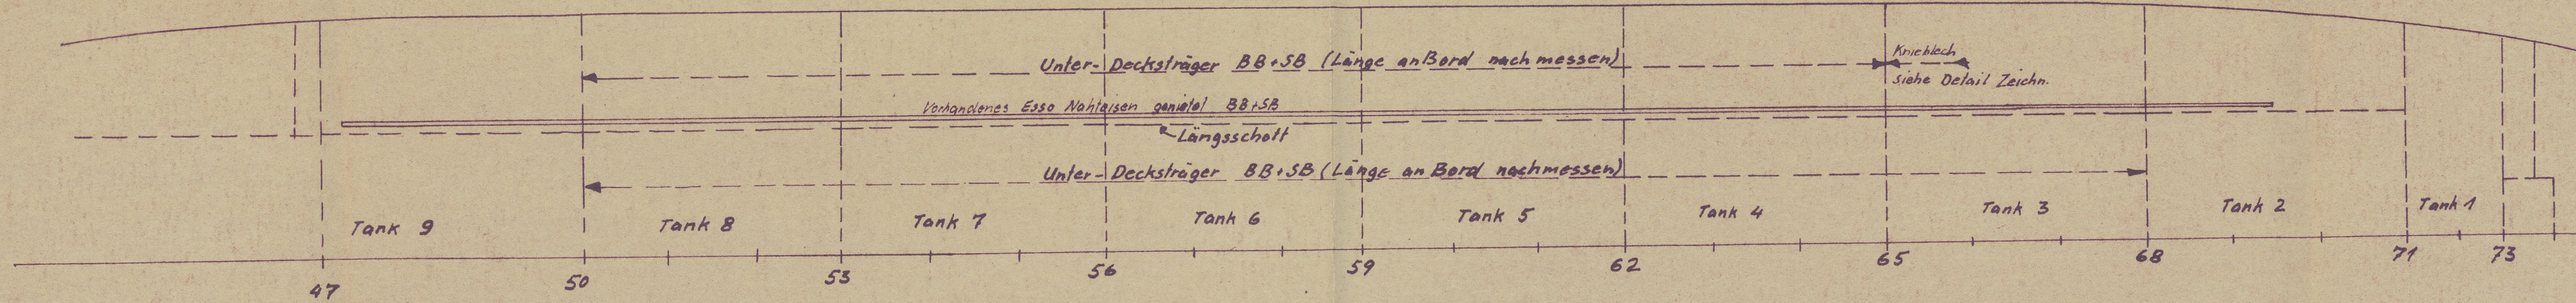 Unter-Decksträger BB+SB (Länge an Bord nachmessen)
Knieblech
siehe Detail Zeichn.
Vorhandenes Esso Nahteisen genietet BB+SB
Längsschott
Unter-Decksträger BB+SB (Länge an Bord nachmessen)
Tank 9 Tank 8 Tank 7 Tank 6 Tank 5 Tank 4 Tank 3 Tank 2 Tank 1
47 50 53 56 59 62 65 68 71 73